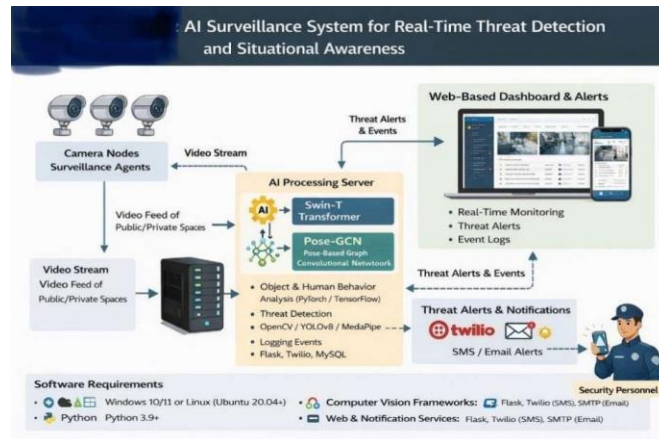 : AI Surveillance System for Real-Time Threat Detection
and Situational Awareness
Camera Nodes
Surveillance Agents
Video Stream
Threat Alerts
& Events
Web-Based Dashboard & Alerts
• Real-Time Monitoring
• Threat Alerts
• Event Logs
Video Feed of
Public/Private Spaces
AI Processing Server
AI
Swin-T
Transformer
Pose-GCN
Pose-Based Graph
Convolutional Netwtoork
Video Stream
Video Feed of
Public/Private Spaces
• Object & Human Behavior
Analysis (PyTorch / TensorFlow)
• Threat Detection
• OpenCV / YOLOv8 / MedaPipe
• Logging Events
• Flask, Twilio, MySQL
Threat Alerts & Events
Threat Alerts & Notifications
twilio
SMS / Email Alerts
Security Personnel
Software Requirements
• Windows 10/11 or Linux (Ubuntu 20.04+)
• Python Python 3.9+
• Computer Vision Frameworks: Flask, Twilio (SMS), SMTP (Email)
• Web & Notification Services: Flask, Twilio (SMS), SMTP (Email)